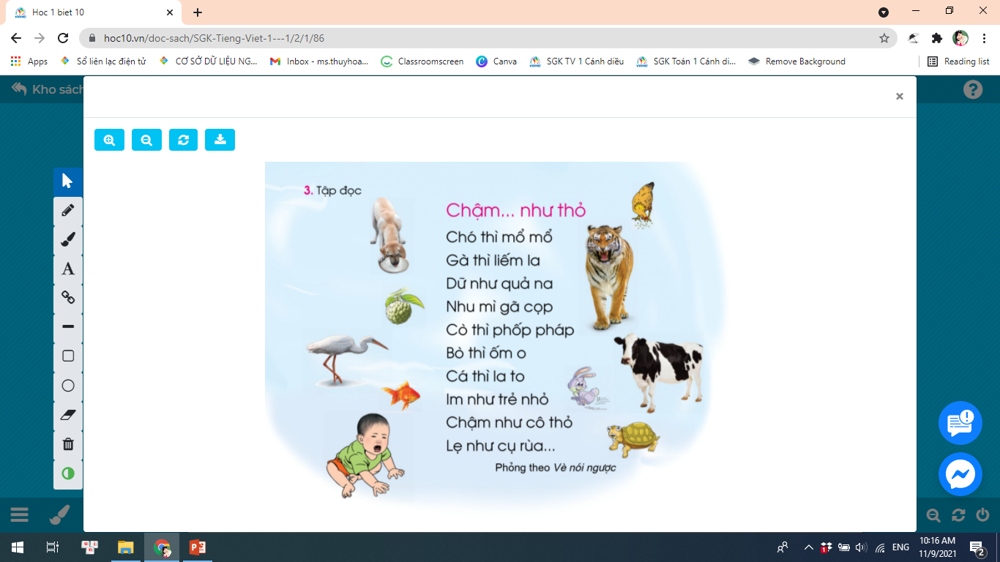 Hoc 1 biet 10
hoc10.vn/doc-sach/SGK-Tieng-Viet-1---1/2/1/86
Apps Sổ liên lạc điện tử CƠ SỞ DỮ LIỆU NG... Inbox - ms.thuyhoa... Classroomscreen Canva SGK TV 1 Cánh diều SGK Toán 1 Cánh di... Remove Background Reading list
Kho sách
3. Tập đọc
Chậm... như thỏ
Chó thì mổ mổ
Gà thì liếm la
Dữ như quả na
Nhu mì gã cọp
Cò thì phốp pháp
Bò thì ốm o
Cá thì la to
Im như trẻ nhỏ
Chậm như cô thỏ
Lẹ như cụ rùa...
Phỏng theo Vè nói ngược
ENG
10:16 AM
11/9/2021
2